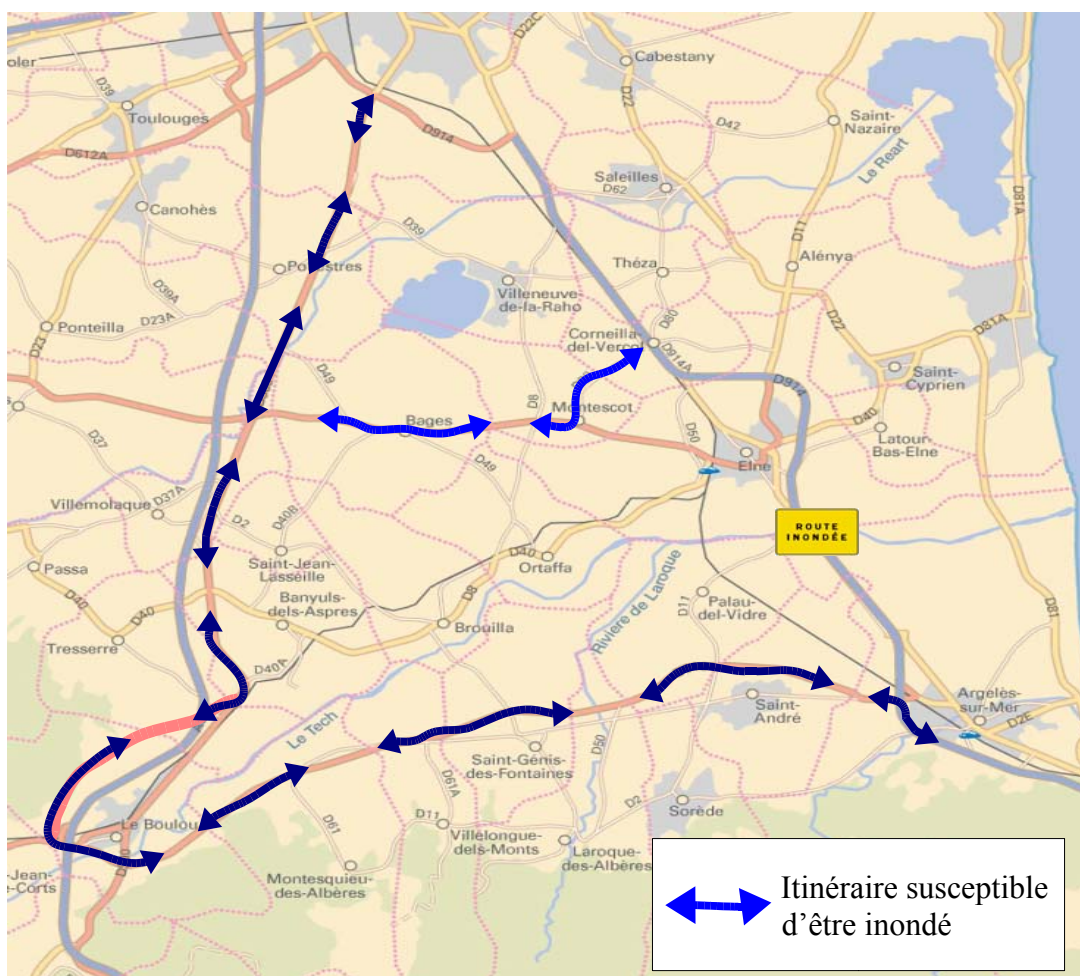 D22C
oler
Cabestany
D39
Toulouges
D22
D42
Saint-
Nazaire
D914
D612A
Le Reart
Saleilles
D62
D81A
Canohès
D39
D11
Théza
Alénya
Villeneuve-
de-la-Raho
D39A
D23A
Ponteilla
D80
D22
D81A
Corneilla-
del-Vercol
D23
D914A
D49
D914
Saint-
Cyprien
D8
Montescot
Bages
D40
D50
Latour-
Bas-Elne
D37
D49
Elne
D37A
Villemolaque
D40B
D2
ROUTE
INONDÉE
Saint-Jean-
Lasséille
D40
Ortaffa
Passa
Rivière de Laroque
Banyuls-
dels-Aspres
D8
D11
Palau-
del-Vidre
D40
D40
Brouilla
D81
Tresserre
D40A
Saint-
André
Argelès-
sur-Mer
D2E
Le Tech
D50
Saint-Génis-
des-Fontaines
D61A
D2
Sorède
Le Boulou
D61
D11
Villelongue-
dels-Monts
Laroque-
des-Albères
Montesquieu-
des-Albères
-Jean-
-Corts
Itinéraire susceptible
d'être inondé